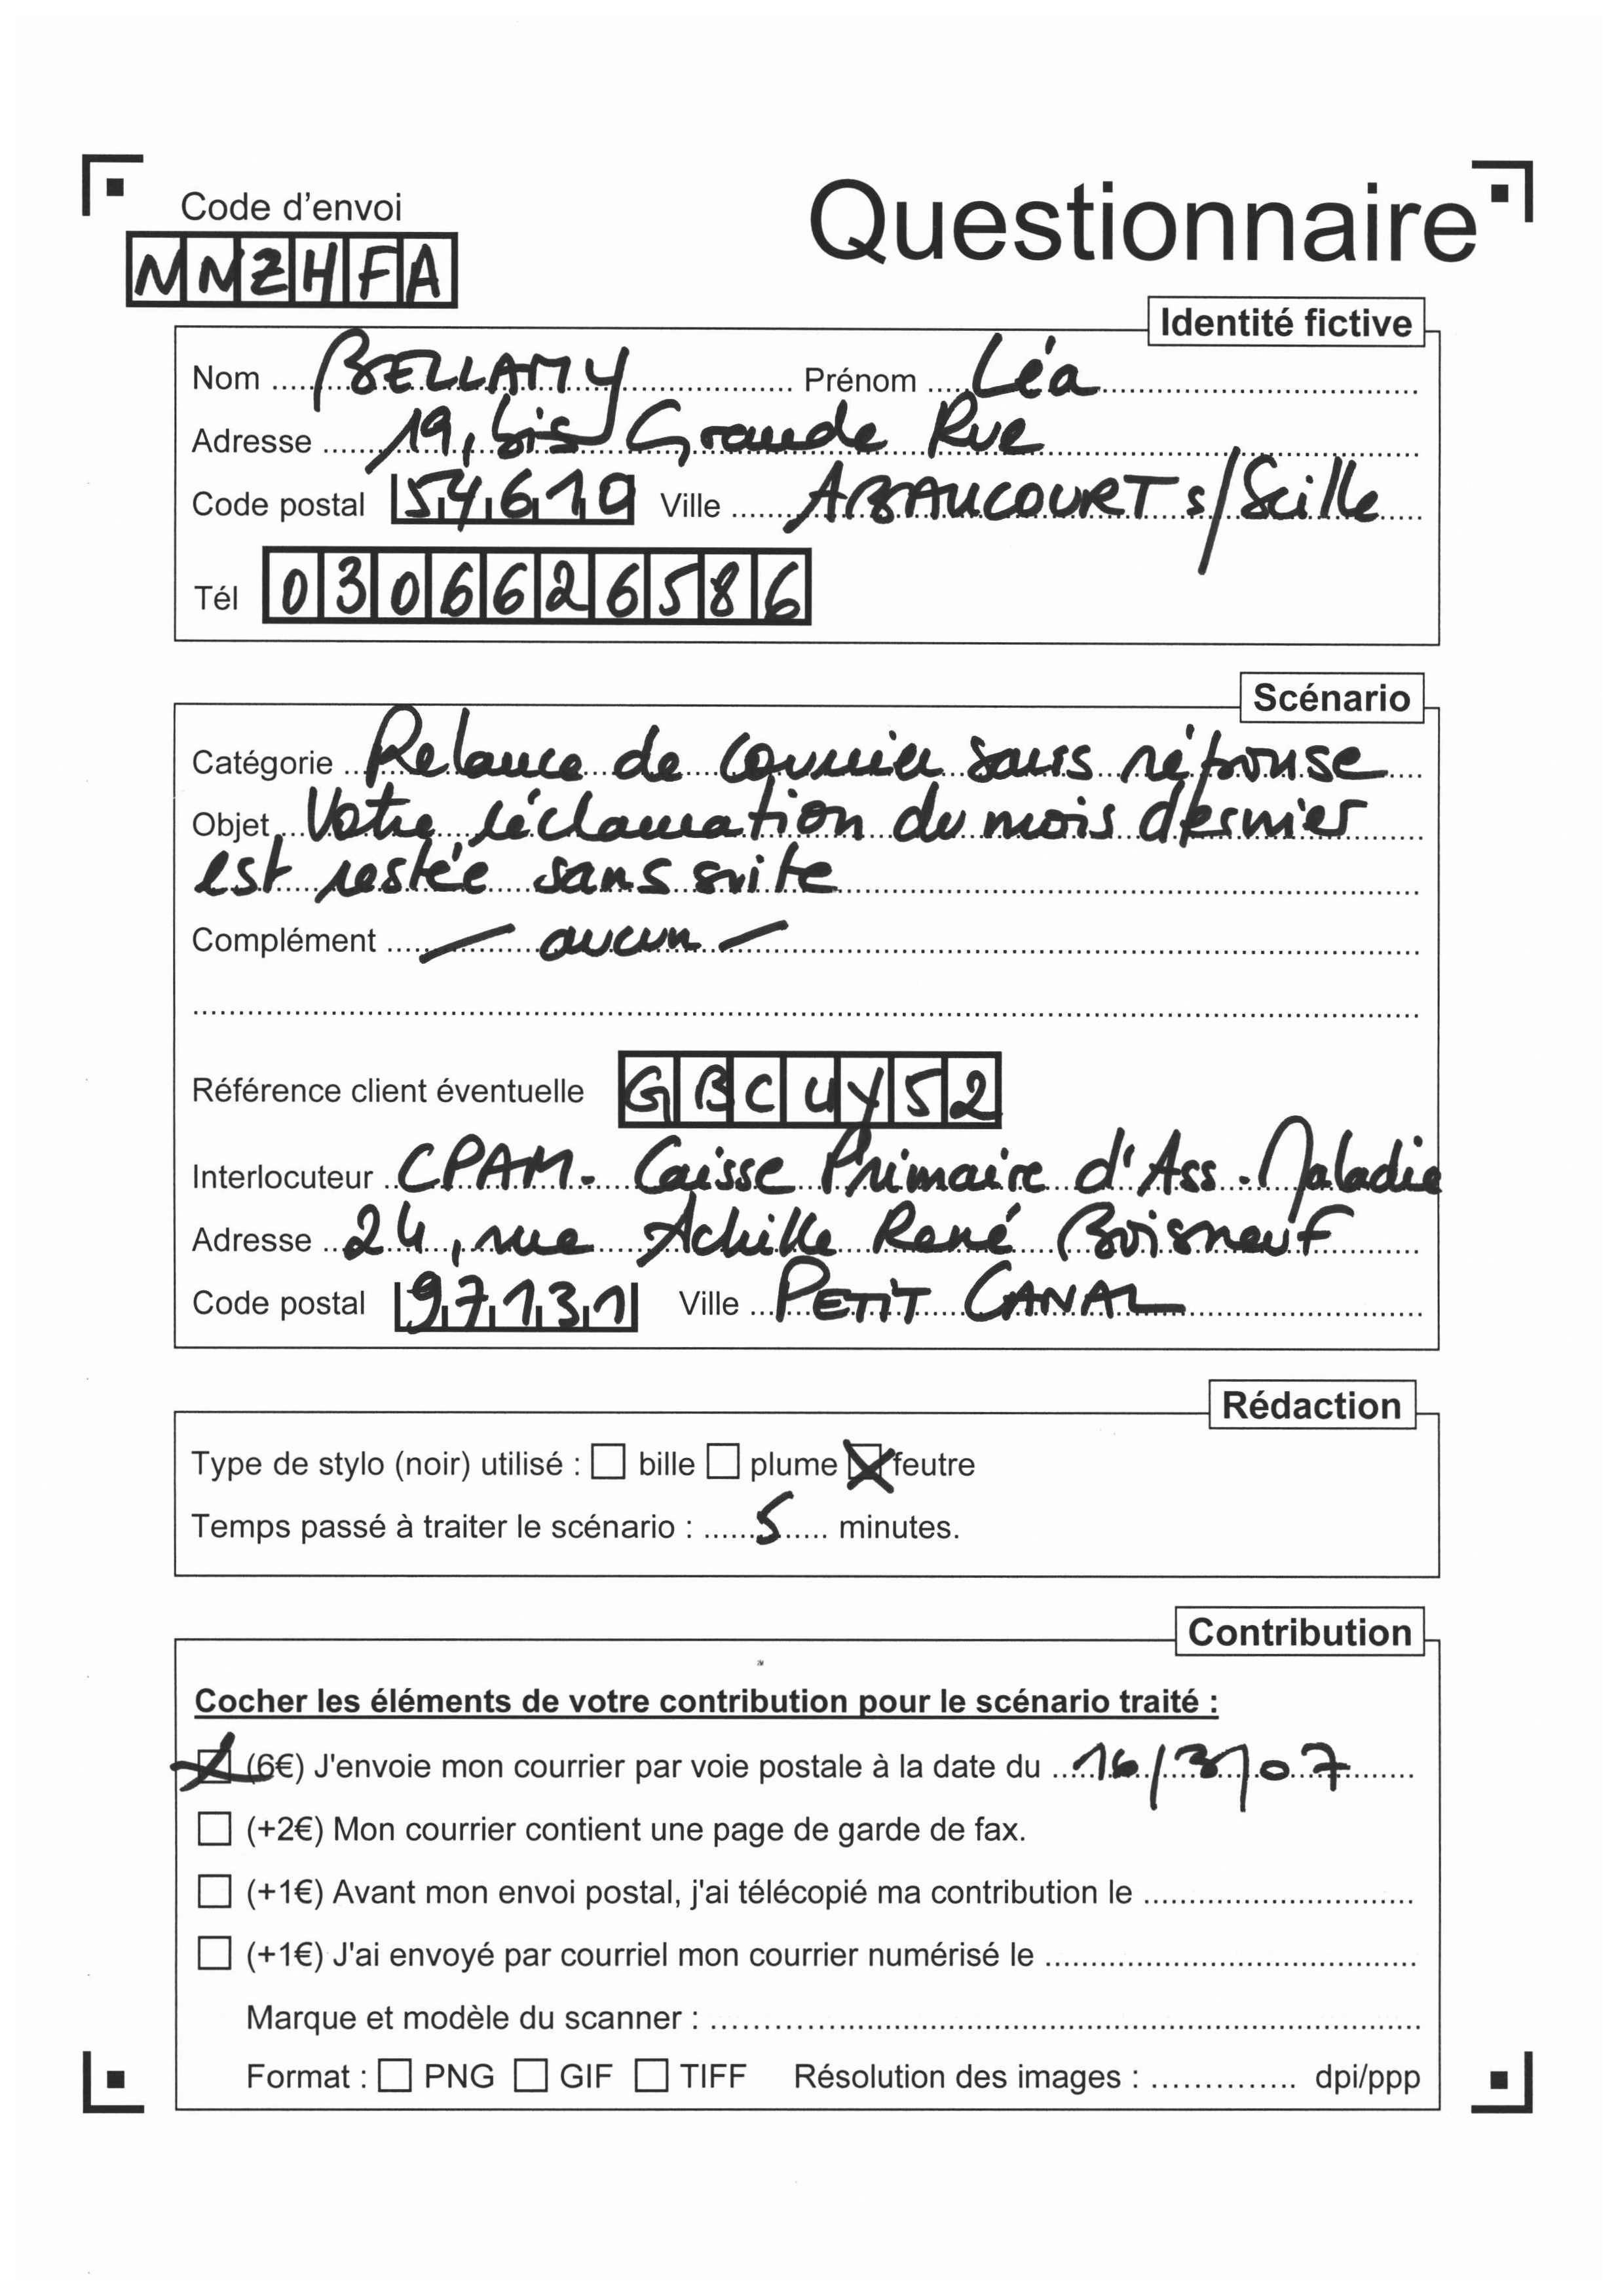 Code d'envoi
Questionnaire
NNZHFA
Identité fictive
Nom BELLAMY Prénom Léa
Adresse 19, bis Grande Rue
Code postal 54610 Ville ABAUCOURT s/Seille
Tél 0306626586
Scénario
Catégorie Relance de courrier sans réponse
Objet Votre réclamation du mois dernier
est restée sans suite
Complément — aucun —
Référence client éventuelle GBCUY52
Interlocuteur CPAM - Caisse Primaire d'Ass. Maladie
Adresse 24, rue Achille René Boisneuf
Code postal 97131 Ville PETIT CANAL
Rédaction
Type de stylo (noir) utilisé : ☐ bille ☐ plume ☒ feutre
Temps passé à traiter le scénario : 5 minutes.
Contribution
Cocher les éléments de votre contribution pour le scénario traité :
☒ (6€) J'envoie mon courrier par voie postale à la date du 16/3/07
☐ (+2€) Mon courrier contient une page de garde de fax.
☐ (+1€) Avant mon envoi postal, j'ai télécopié ma contribution le
☐ (+1€) J'ai envoyé par courriel mon courrier numérisé le
Marque et modèle du scanner :
Format : ☐ PNG ☐ GIF ☐ TIFF Résolution des images : dpi/ppp